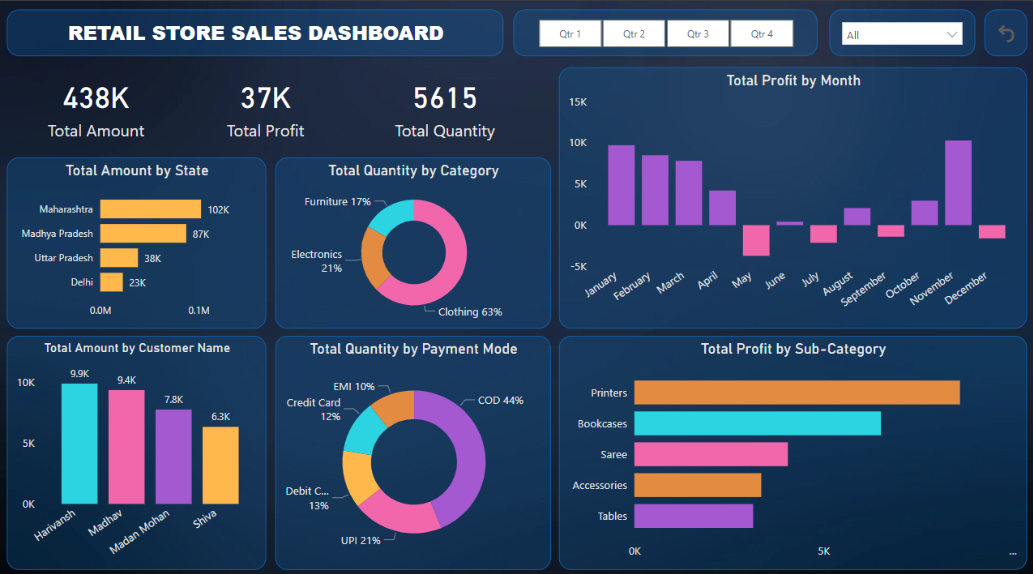 RETAIL STORE SALES DASHBOARD
Qtr 1 Qtr 2 Qtr 3 Qtr 4
All
438K
Total Amount
37K
Total Profit
5615
Total Quantity
Total Profit by Month
15K
10K
5K
0K
-5K
January February March April May June July August September October November December
Total Amount by State
Maharashtra 102K
Madhya Pradesh 87K
Uttar Pradesh 38K
Delhi 23K
0.0M 0.1M
Total Quantity by Category
Furniture 17%
Electronics
21%
Clothing 63%
Total Amount by Customer Name
10K
5K
0K
9.9K 9.4K 7.8K 6.3K
Harivansh Madhav Madan Mohan Shiva
Total Quantity by Payment Mode
EMI 10%
COD 44%
Credit Card
12%
Debit C...
13%
UPI 21%
Total Profit by Sub-Category
Printers
Bookcases
Saree
Accessories
Tables
0K 5K ...